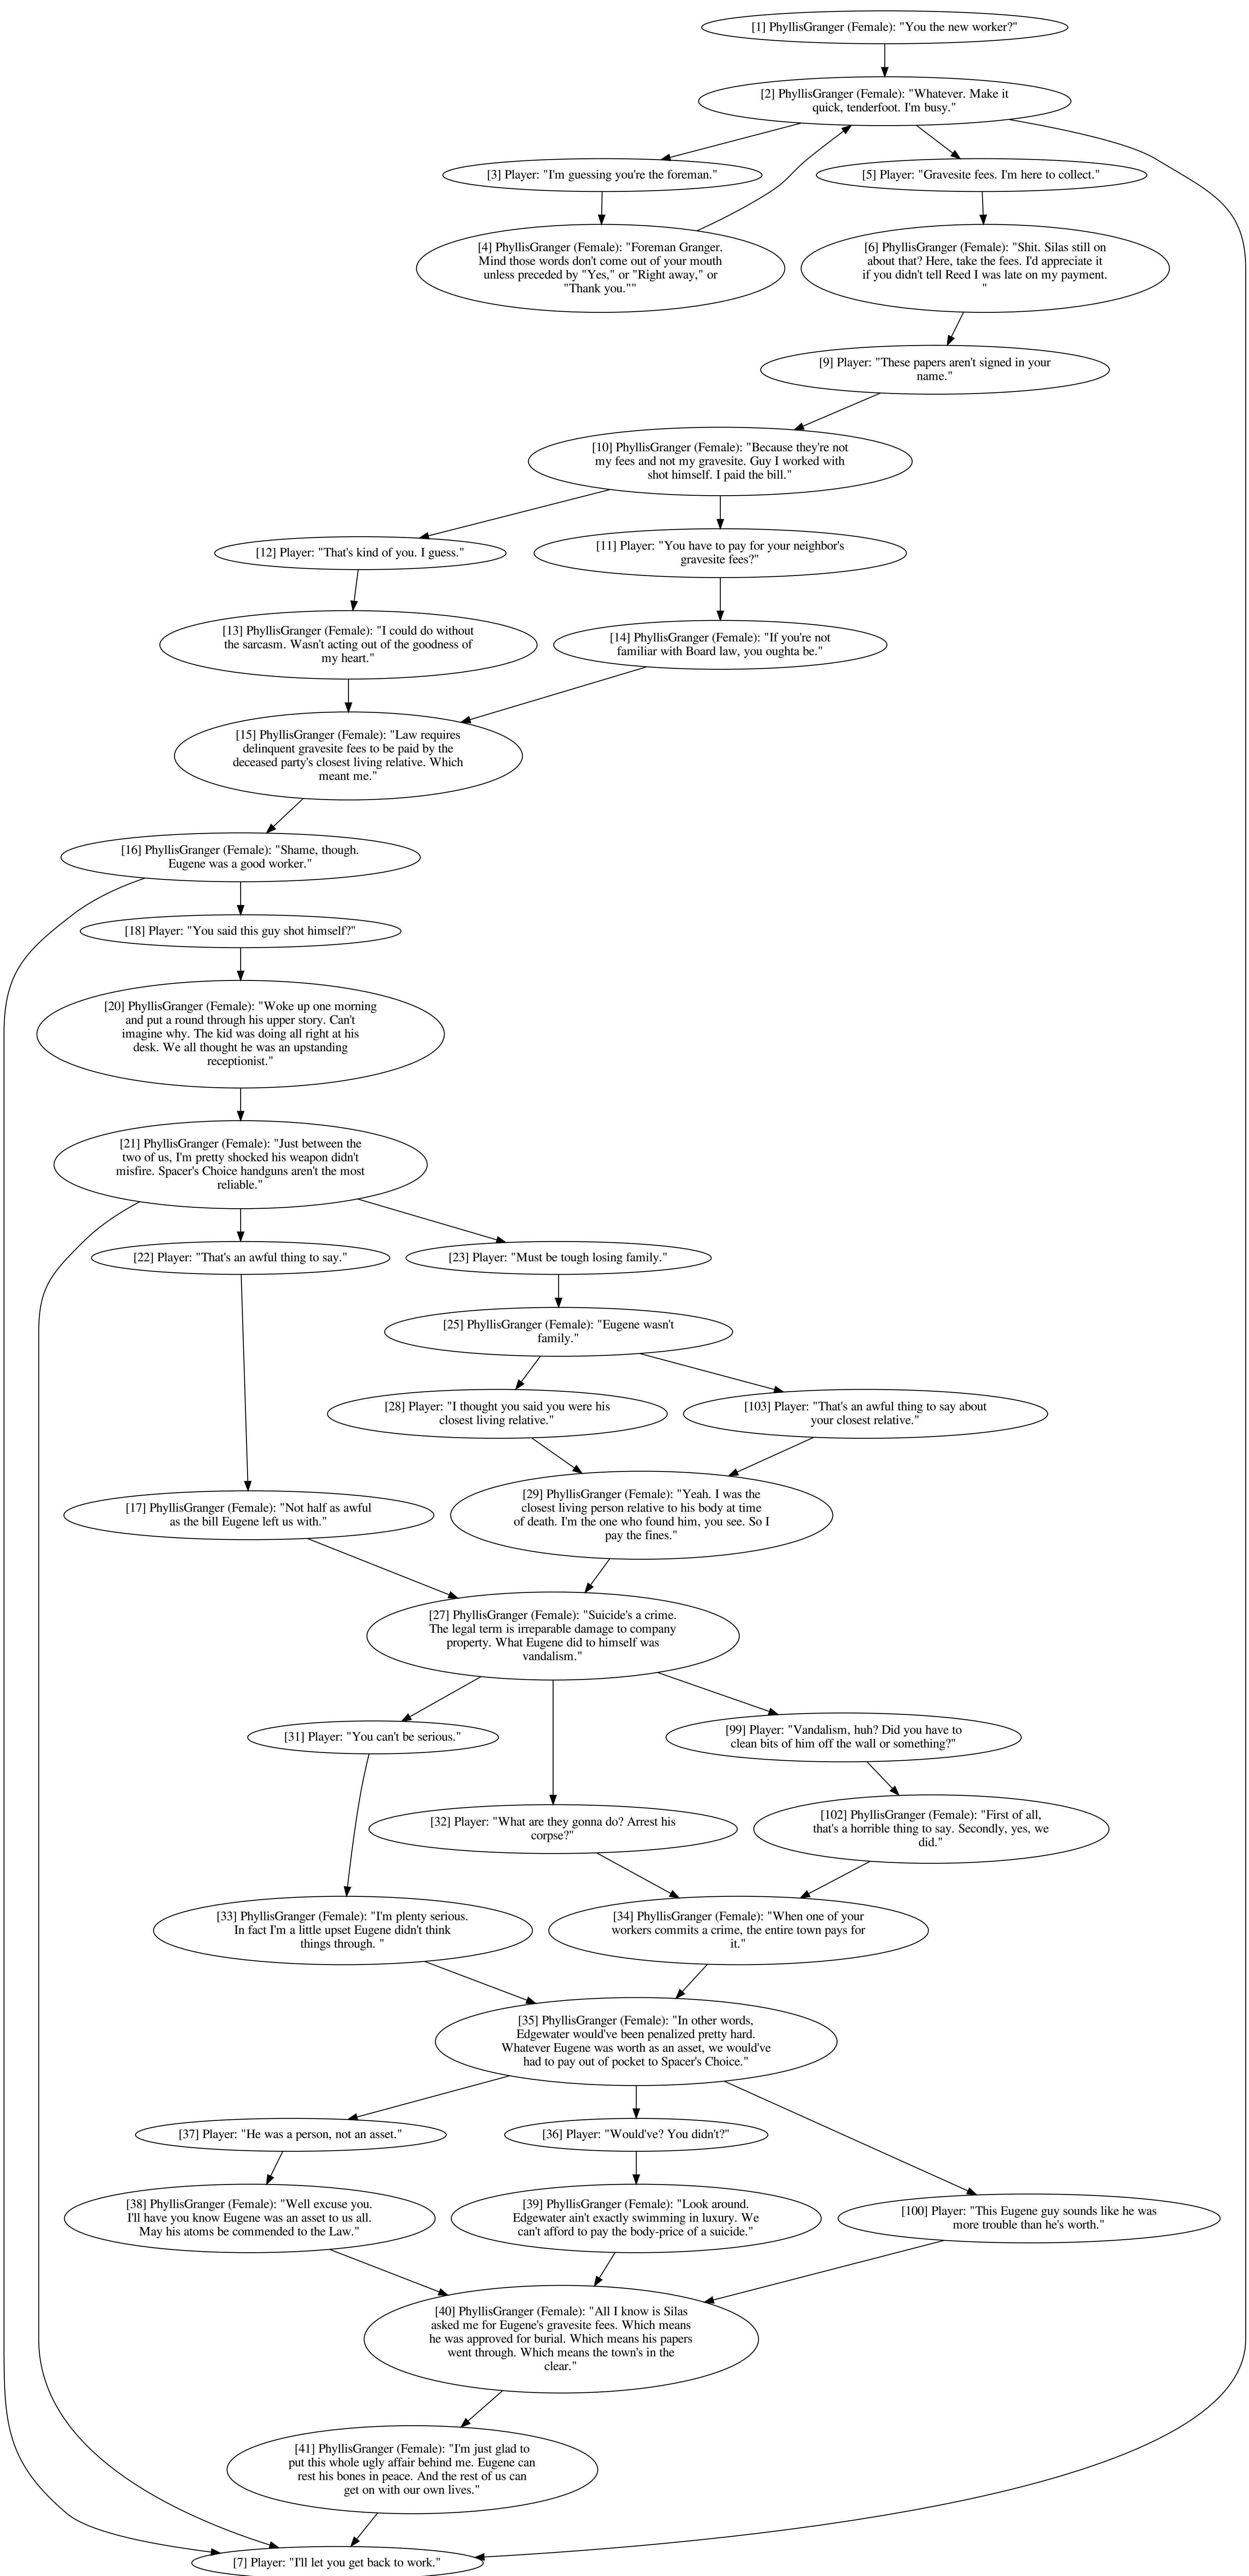 [1] PhyllisGranger (Female): "You the new worker?"
[2] PhyllisGranger (Female): "Whatever. Make it
quick, tenderfoot. I'm busy."
[3] Player: "I'm guessing you're the foreman."
[5] Player: "Gravesite fees. I'm here to collect."
[4] PhyllisGranger (Female): "Foreman Granger.
Mind those words don't come out of your mouth
unless preceded by "Yes," or "Right away," or
"Thank you.""
[6] PhyllisGranger (Female): "Shit. Silas still on
about that? Here, take the fees. I'd appreciate it
if you didn't tell Reed I was late on my payment.
"
[9] Player: "These papers aren't signed in your
name."
[10] PhyllisGranger (Female): "Because they're not
my fees and not my gravesite. Guy I worked with
shot himself. I paid the bill."
[12] Player: "That's kind of you. I guess."
[11] Player: "You have to pay for your neighbor's
gravesite fees?"
[13] PhyllisGranger (Female): "I could do without
the sarcasm. Wasn't acting out of the goodness of
my heart."
[14] PhyllisGranger (Female): "If you're not
familiar with Board law, you oughta be."
[15] PhyllisGranger (Female): "Law requires
delinquent gravesite fees to be paid by the
deceased party's closest living relative. Which
meant me."
[16] PhyllisGranger (Female): "Shame, though.
Eugene was a good worker."
[18] Player: "You said this guy shot himself?"
[20] PhyllisGranger (Female): "Woke up one morning
and put a round through his upper story. Can't
imagine why. The kid was doing all right at his
desk. We all thought he was an upstanding
receptionist."
[21] PhyllisGranger (Female): "Just between the
two of us, I'm pretty shocked his weapon didn't
misfire. Spacer's Choice handguns aren't the most
reliable."
[22] Player: "That's an awful thing to say."
[23] Player: "Must be tough losing family."
[25] PhyllisGranger (Female): "Eugene wasn't
family."
[28] Player: "I thought you said you were his
closest living relative."
[103] Player: "That's an awful thing to say about
your closest relative."
[17] PhyllisGranger (Female): "Not half as awful
as the bill Eugene left us with."
[29] PhyllisGranger (Female): "Yeah. I was the
closest living person relative to his body at time
of death. I'm the one who found him, you see. So I
pay the fines."
[27] PhyllisGranger (Female): "Suicide's a crime.
The legal term is irreparable damage to company
property. What Eugene did to himself was
vandalism."
[31] Player: "You can't be serious."
[99] Player: "Vandalism, huh? Did you have to
clean bits of him off the wall or something?"
[32] Player: "What are they gonna do? Arrest his
corpse?"
[102] PhyllisGranger (Female): "First of all,
that's a horrible thing to say. Secondly, yes, we
did."
[33] PhyllisGranger (Female): "I'm plenty serious.
In fact I'm a little upset Eugene didn't think
things through. "
[34] PhyllisGranger (Female): "When one of your
workers commits a crime, the entire town pays for
it."
[35] PhyllisGranger (Female): "In other words,
Edgewater would've been penalized pretty hard.
Whatever Eugene was worth as an asset, we would've
had to pay out of pocket to Spacer's Choice."
[37] Player: "He was a person, not an asset."
[36] Player: "Would've? You didn't?"
[38] PhyllisGranger (Female): "Well excuse you.
I'll have you know Eugene was an asset to us all.
May his atoms be commended to the Law."
[39] PhyllisGranger (Female): "Look around.
Edgewater ain't exactly swimming in luxury. We
can't afford to pay the body-price of a suicide."
[100] Player: "This Eugene guy sounds like he was
more trouble than he's worth."
[40] PhyllisGranger (Female): "All I know is Silas
asked me for Eugene's gravesite fees. Which means
he was approved for burial. Which means his papers
went through. Which means the town's in the
clear."
[41] PhyllisGranger (Female): "I'm just glad to
put this whole ugly affair behind me. Eugene can
rest his bones in peace. And the rest of us can
get on with our own lives."
[7] Player: "I'll let you get back to work."